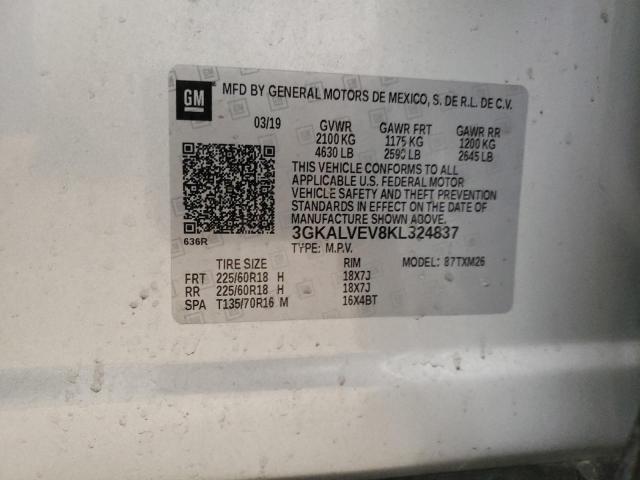 GM MFD BY GENERAL MOTORS DE MEXICO, S. DE R.L. DE C.V.
03/19 GVWR GAWR FRT GAWR RR
2100 KG 1175 KG 1200 KG
4630 LB 2590 LB 2645 LB
THIS VEHICLE CONFORMS TO ALL
APPLICABLE U.S. FEDERAL MOTOR
VEHICLE SAFETY AND THEFT PREVENTION
STANDARDS IN EFFECT ON THE DATE OF
MANUFACTURE SHOWN ABOVE.
636R 3GKALVEV8KL324837
TYPE: M.P.V. MODEL: 87TXM26
TIRE SIZE RIM
FRT 225/60R18 H 18X7J
RR 225/60R18 H 18X7J
SPA T135/70R16 M 16X4BT